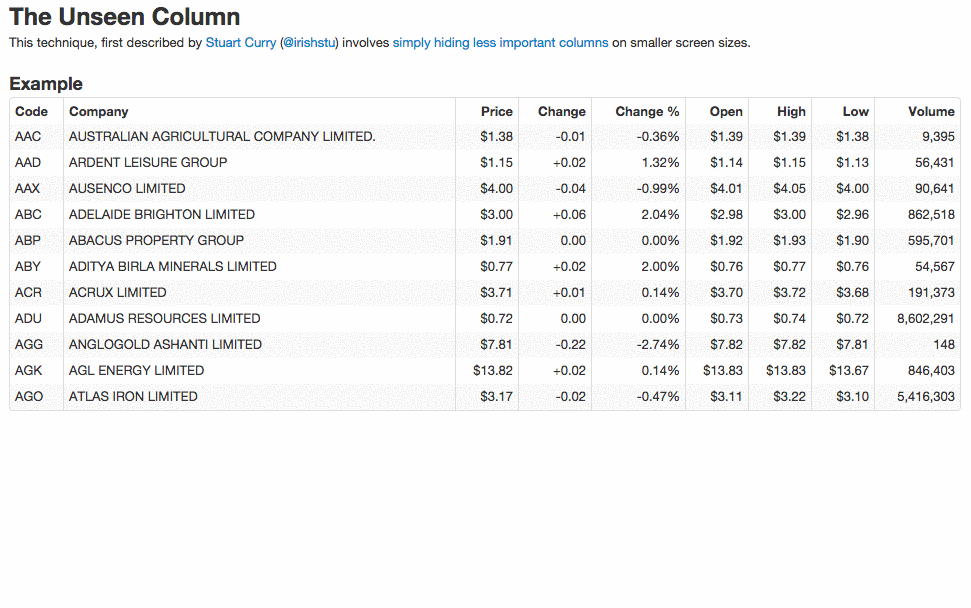 The Unseen Column
This technique, first described by Stuart Curry (@irishstu) involves simply hiding less important columns on smaller screen sizes.
Example
Code Company Price Change Change % Open High Low Volume
AAC AUSTRALIAN AGRICULTURAL COMPANY LIMITED. $1.38 -0.01 -0.36% $1.39 $1.39 $1.38 9,395
AAD ARDENT LEISURE GROUP $1.15 +0.02 1.32% $1.14 $1.15 $1.13 56,431
AAX AUSENCO LIMITED $4.00 -0.04 -0.99% $4.01 $4.05 $4.00 90,641
ABC ADELAIDE BRIGHTON LIMITED $3.00 +0.06 2.04% $2.98 $3.00 $2.96 862,518
ABP ABACUS PROPERTY GROUP $1.91 0.00 0.00% $1.92 $1.93 $1.90 595,701
ABY ADITYA BIRLA MINERALS LIMITED $0.77 +0.02 2.00% $0.76 $0.77 $0.76 54,567
ACR ACRUX LIMITED $3.71 +0.01 0.14% $3.70 $3.72 $3.68 191,373
ADU ADAMUS RESOURCES LIMITED $0.72 0.00 0.00% $0.73 $0.74 $0.72 8,602,291
AGG ANGLOGOLD ASHANTI LIMITED $7.81 -0.22 -2.74% $7.82 $7.82 $7.81 148
AGK AGL ENERGY LIMITED $13.82 +0.02 0.14% $13.83 $13.83 $13.67 846,403
AGO ATLAS IRON LIMITED $3.17 -0.02 -0.47% $3.11 $3.22 $3.10 5,416,303